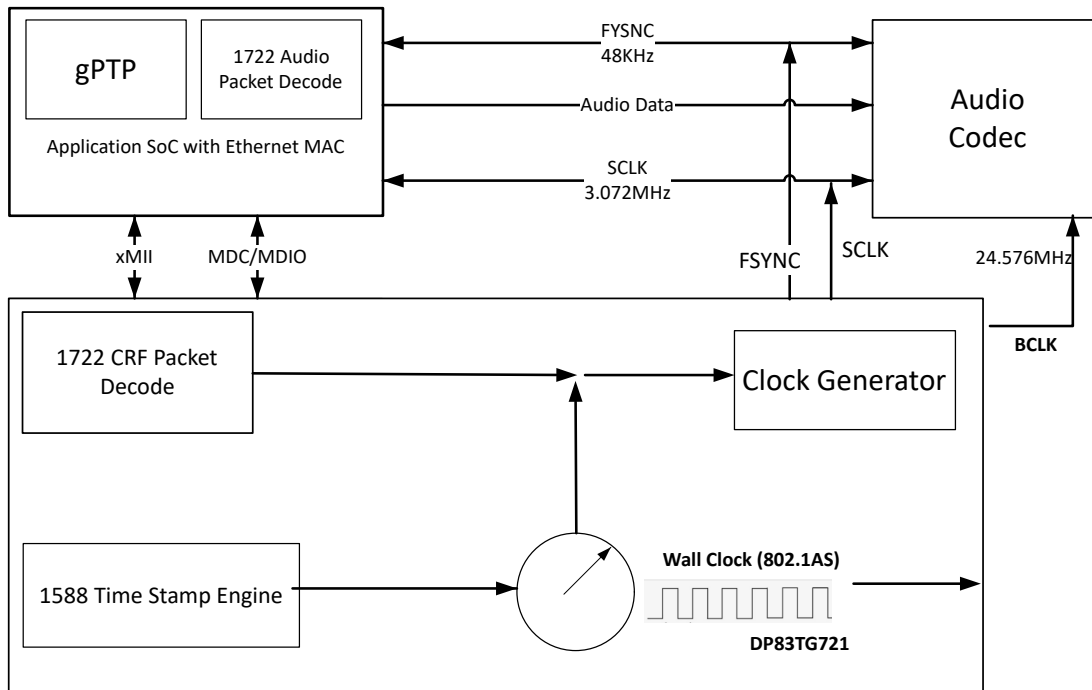 gPTP
1722 Audio
Packet Decode
Application SoC with Ethernet MAC
FYSNC
48KHz
Audio Data
SCLK
3.072MHz
Audio
Codec
xMII
MDC/MDIO
FSYNC
SCLK
24.576MHz
BCLK
1722 CRF Packet
Decode
Clock Generator
1588 Time Stamp Engine
Wall Clock (802.1AS)
DP83TG721